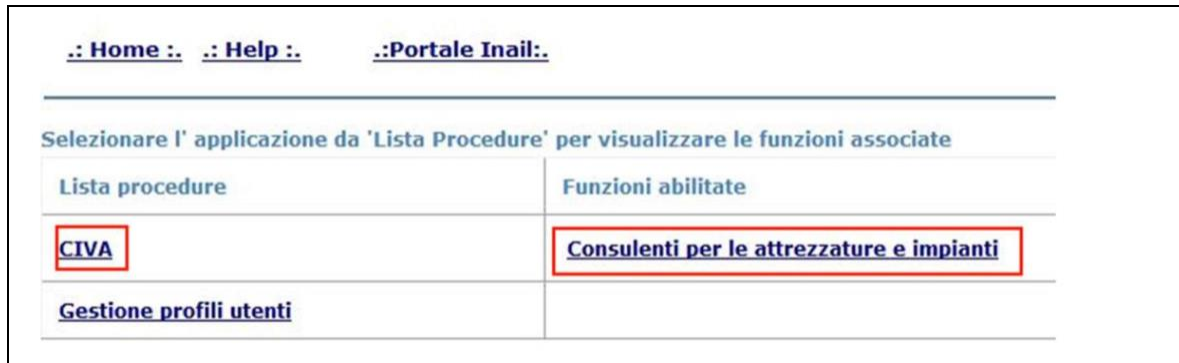 .: Home :. .: Help :. .:Portale Inail:.
Selezionare l' applicazione da 'Lista Procedure' per visualizzare le funzioni associate
Lista procedure Funzioni abilitate
CIVA Consulenti per le attrezzature e impianti
Gestione profili utenti